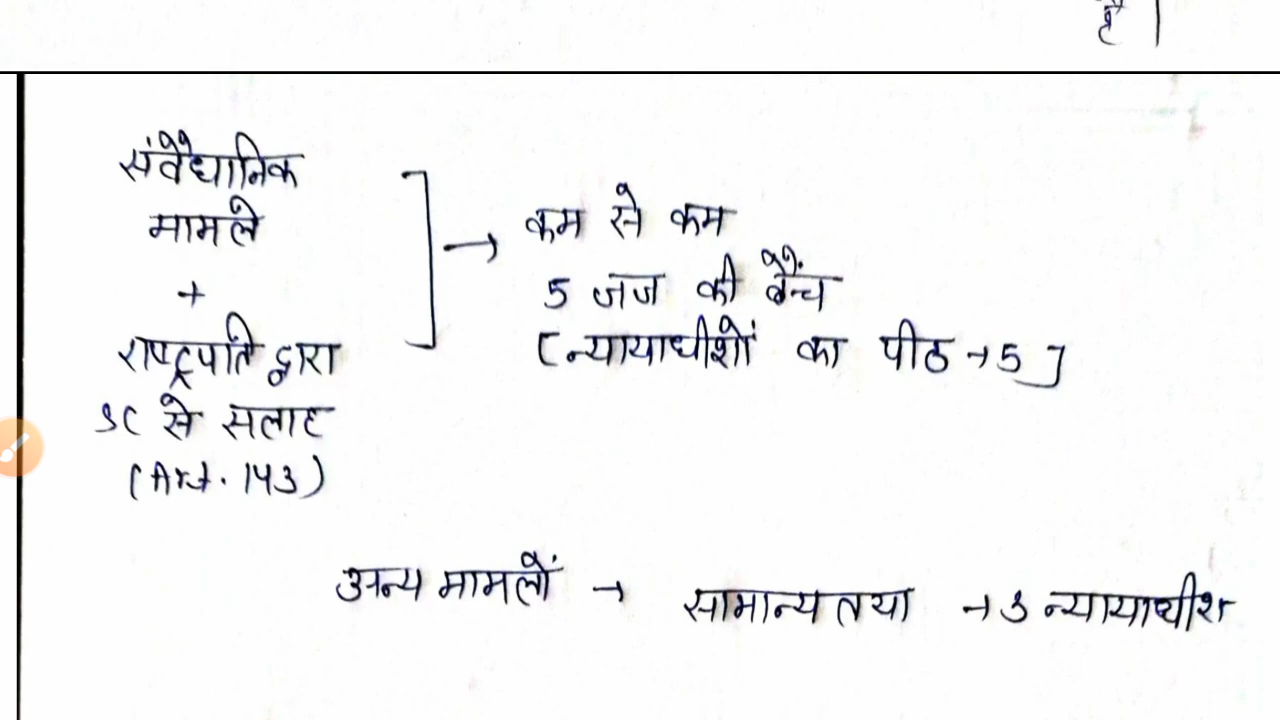 है।
संवैधानिक
मामले
+
राष्ट्रपति द्वारा
SC से सलाह
(Art. 143)
→ कम से कम
5 जज की बैंच
[न्यायाधीशों का पीठ → 5]
अन्य मामलों → सामान्यतया → 3 न्यायाधीश